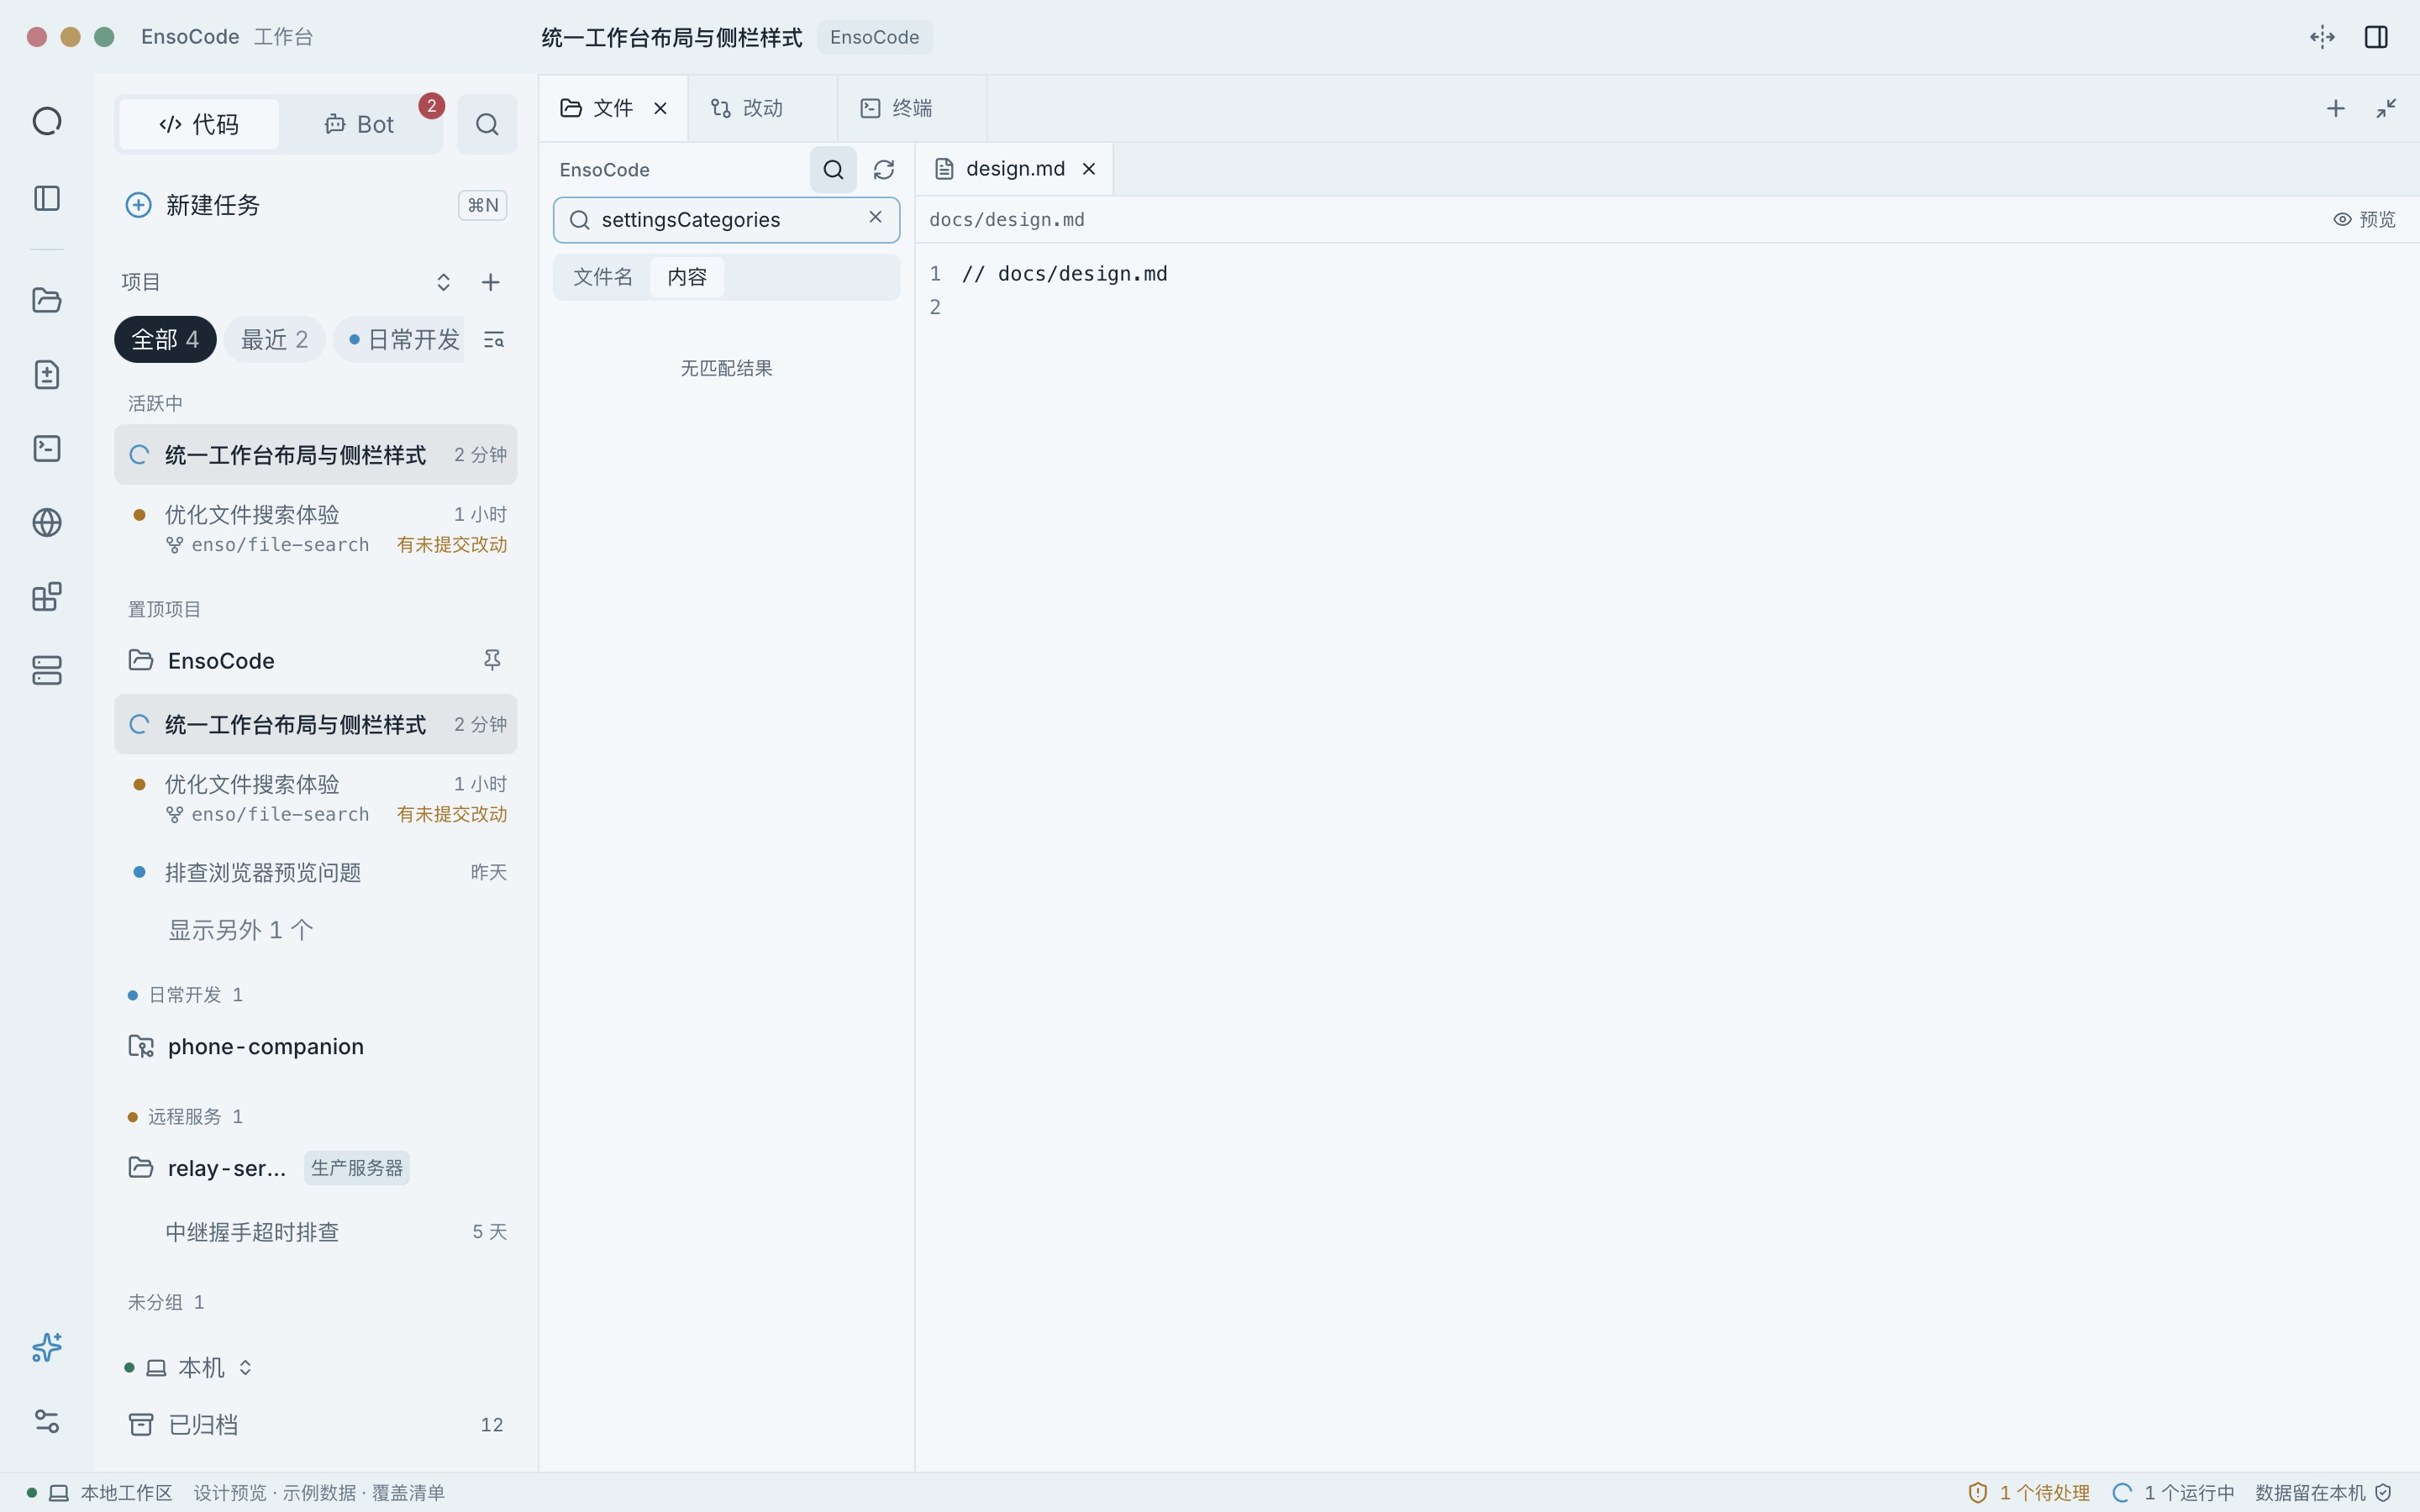 EnsoCode 工作台
统一工作台布局与侧栏样式 EnsoCode
代码 Bot 2
新建任务 ⌘N
项目
全部 4 最近 2 日常开发
活跃中
统一工作台布局与侧栏样式 2 分钟
优化文件搜索体验 1 小时
enso/file-search 有未提交改动
置顶项目
EnsoCode
统一工作台布局与侧栏样式 2 分钟
优化文件搜索体验 1 小时
enso/file-search 有未提交改动
排查浏览器预览问题 昨天
显示另外 1 个
日常开发 1
phone-companion
远程服务 1
relay-ser... 生产服务器
中继握手超时排查 5 天
未分组 1
本机
已归档 12
文件 改动 终端
EnsoCode
settingsCategories
文件名 内容
无匹配结果
design.md
docs/design.md 预览
1 // docs/design.md
2
本地工作区 设计预览 · 示例数据 · 覆盖清单
1 个待处理 1 个运行中 数据留在本机